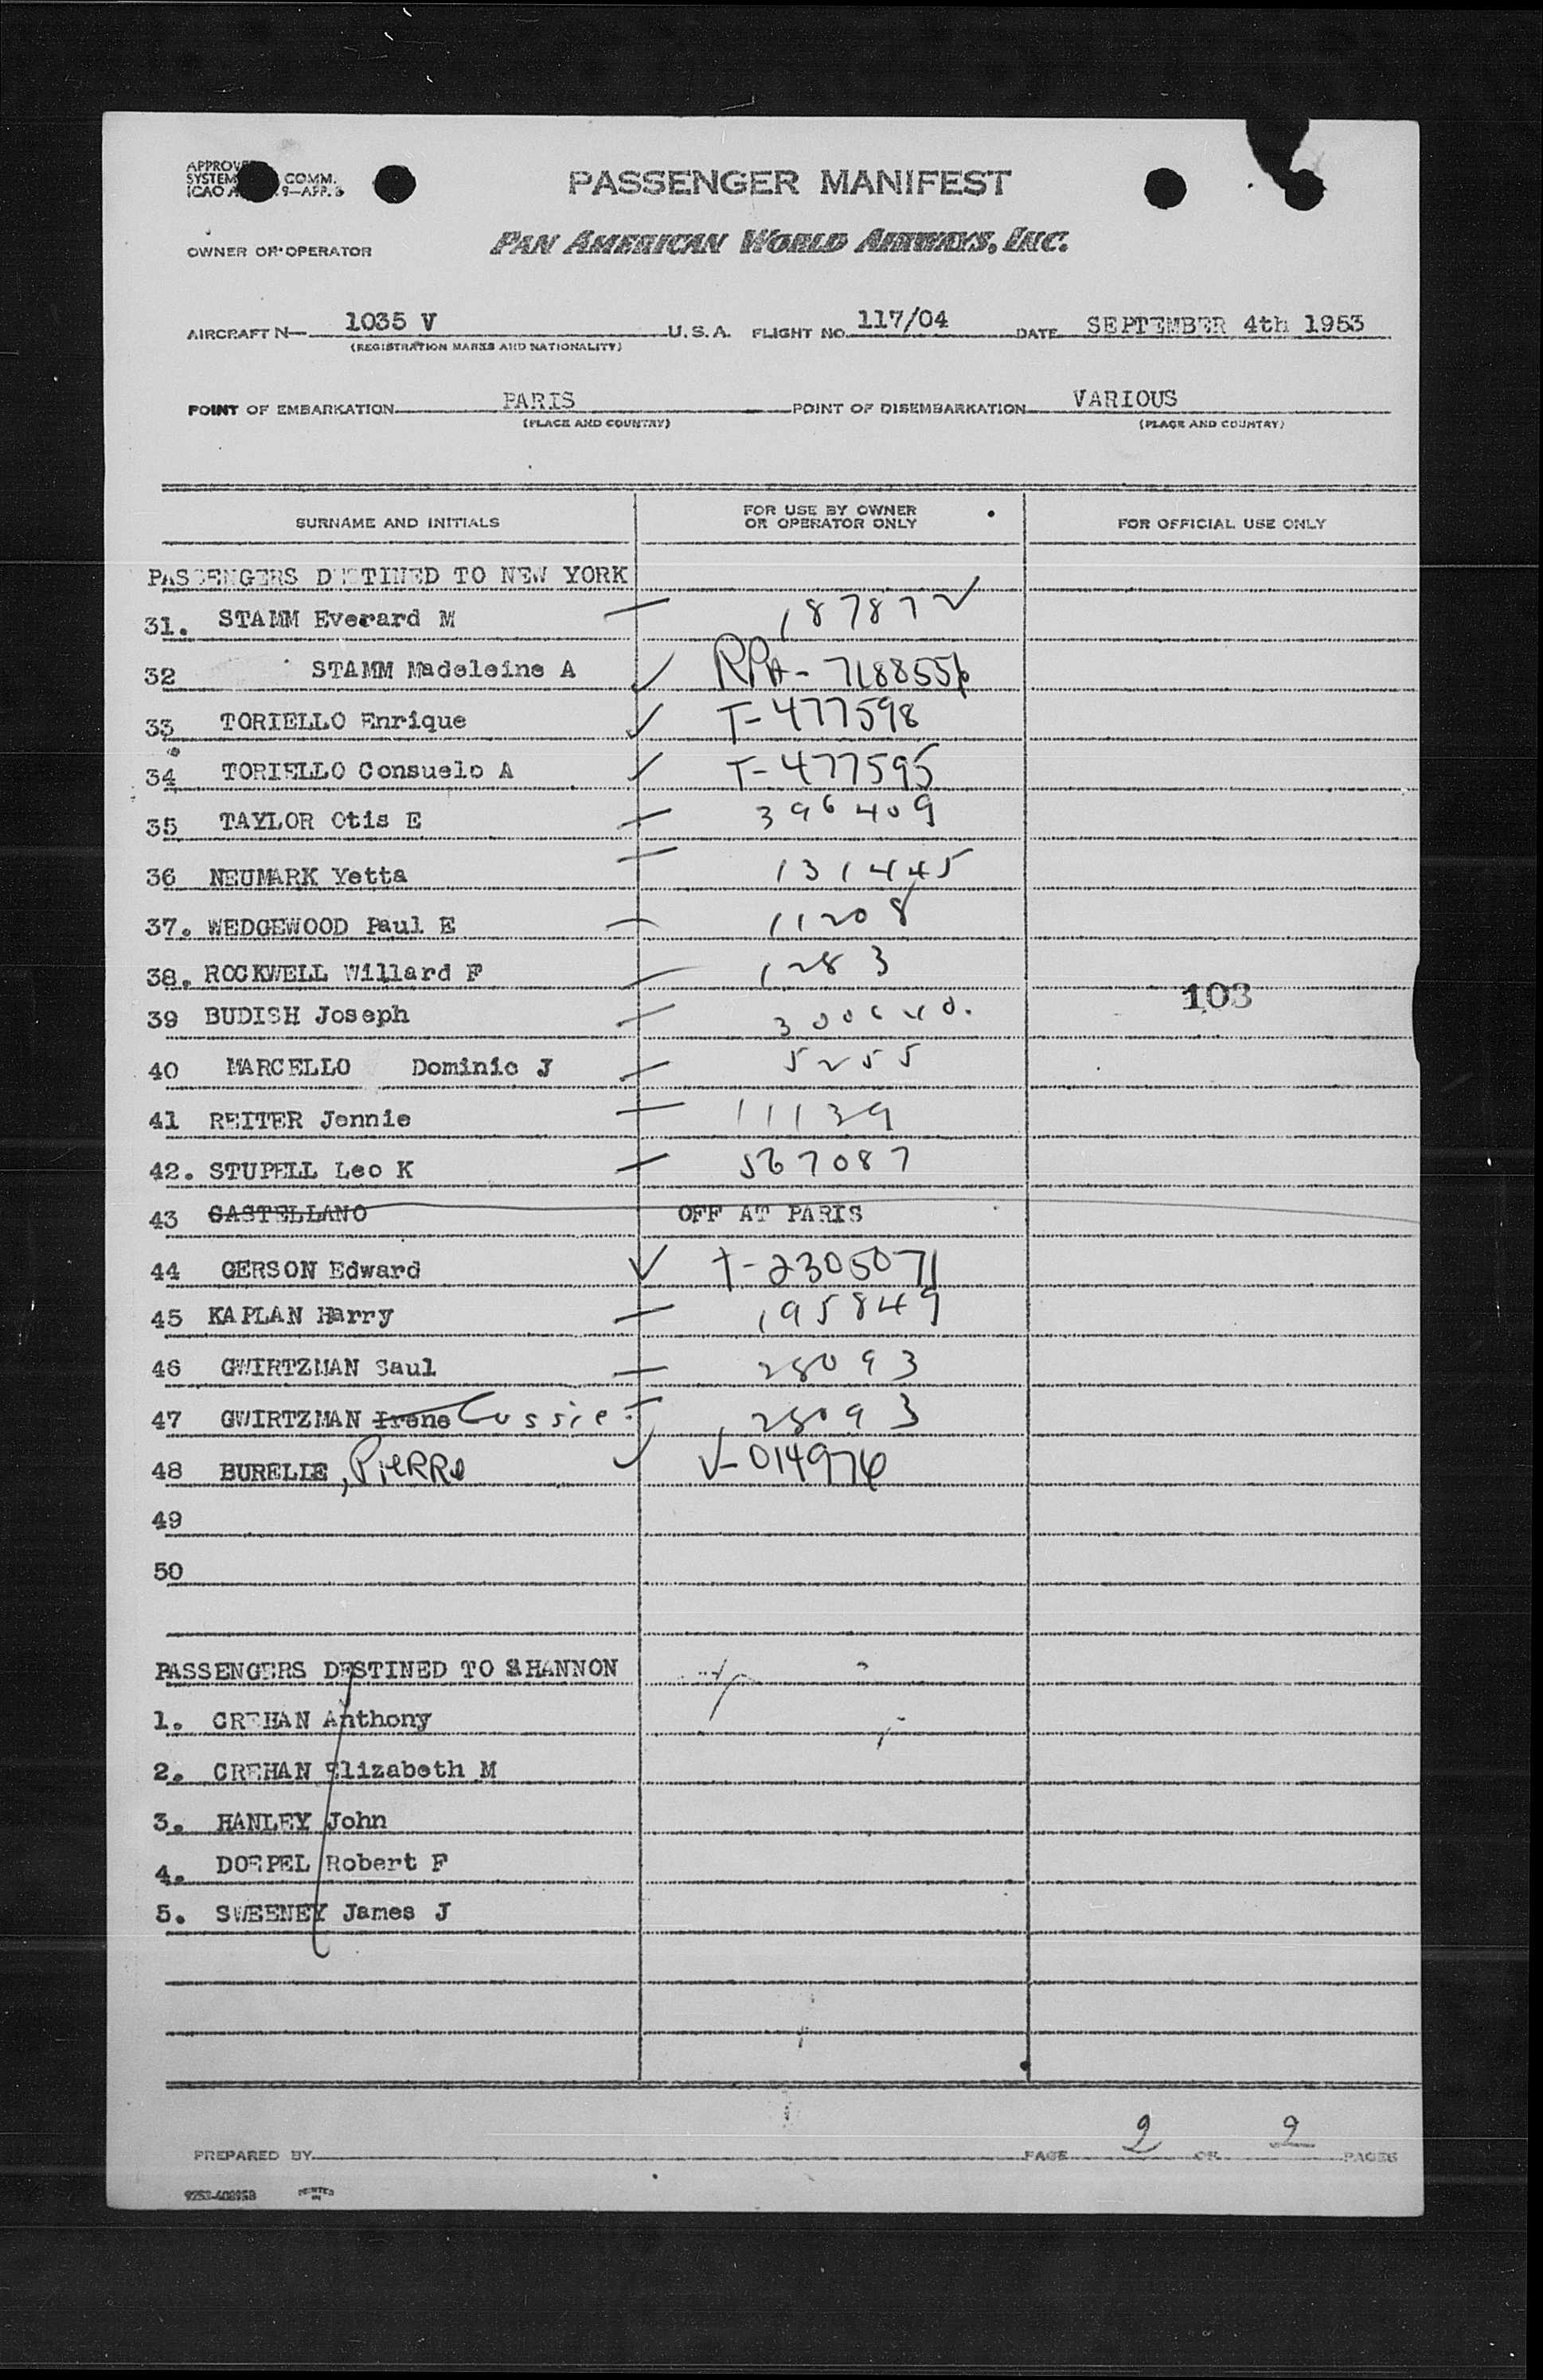 PASSENGER MANIFEST
SYSTEM COMM.
OWNER OR OPERATOR
PAN AMERICAN WORLD AIRWAYS, INC.
AIRCRAFT N— 1035 V U.S.A. FLIGHT NO. 117/04 DATE SEPTEMBER 4th 1953
(REGISTRATION MARKS AND NATIONALITY)
POINT OF EMBARKATION PARIS POINT OF DISEMBARKATION VARIOUS
(PLACE AND COUNTRY) (PLACE AND COUNTRY)
SURNAME AND INITIALS FOR USE BY OWNER OR OPERATOR ONLY FOR OFFICIAL USE ONLY
PASSENGERS DESTINED TO NEW YORK
31. STAMM Everard M
32 STAMM Madeleine A
33 TORIELLO Enrique T-477598
34 TORIELLO Consuelo A T-477595
35 TAYLOR Otis E 396409
36 NEUMARK Yetta 131445
37. WEDGEWOOD Paul E 11208
38. ROCKWELL Willard F 1283
103
39 BUDISH Joseph
40 MARCELLO Dominic J 5255
41 REITER Jennie 11139
42. STUPELL Leo K 567087
43 CASTELLANO OFF AT PARIS
44 GERSON Edward T-2305071
45 KAPLAN Harry 195849
46 GWIRTZMAN Saul 28093
47 GWIRTZMAN Irene Cussie 28093
48 BURELLE, PieRRe V-014976
49
50
PASSENGERS DESTINED TO SHANNON
1. CREHAN Anthony
2. CREHAN Elizabeth M
3. HANLEY John
4. DOEPEL Robert F
5. SWEENEY James J
PREPARED BY PAGE 2 OF 2 PAGES